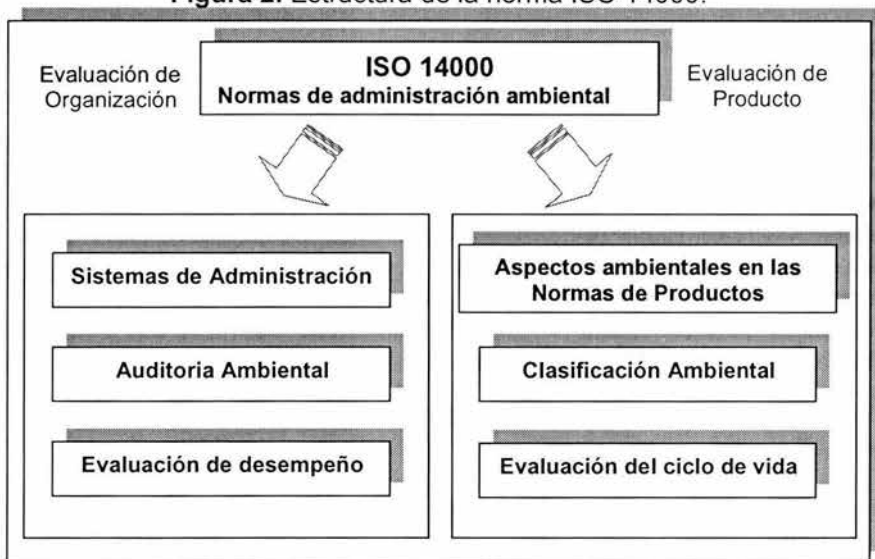 Figura 2. Estructura de la norma ISO 14000.
Evaluación de
Organización
ISO 14000
Normas de administración ambiental
Evaluación de
Producto
Sistemas de Administración
Auditoria Ambiental
Evaluación de desempeño
Aspectos ambientales en las
Normas de Productos
Clasificación Ambiental
Evaluación del ciclo de vida